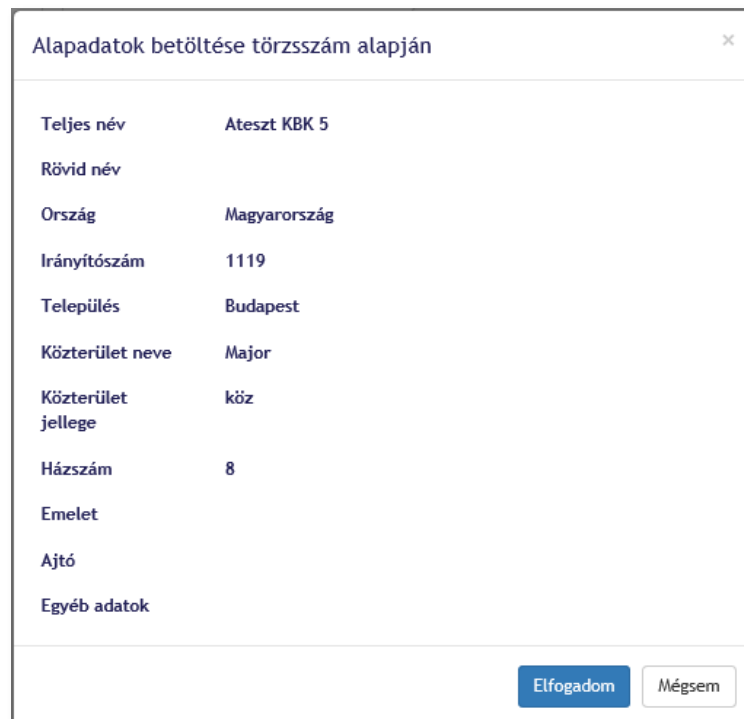 Alapadatok betöltése törzsszám alapján ×
Teljes név Ateszt KBK 5
Rövid név
Ország Magyarország
Irányítószám 1119
Település Budapest
Közterület neve Major
Közterület köz
jellege
Házszám 8
Emelet
Ajtó
Egyéb adatok
Elfogadom Mégsem